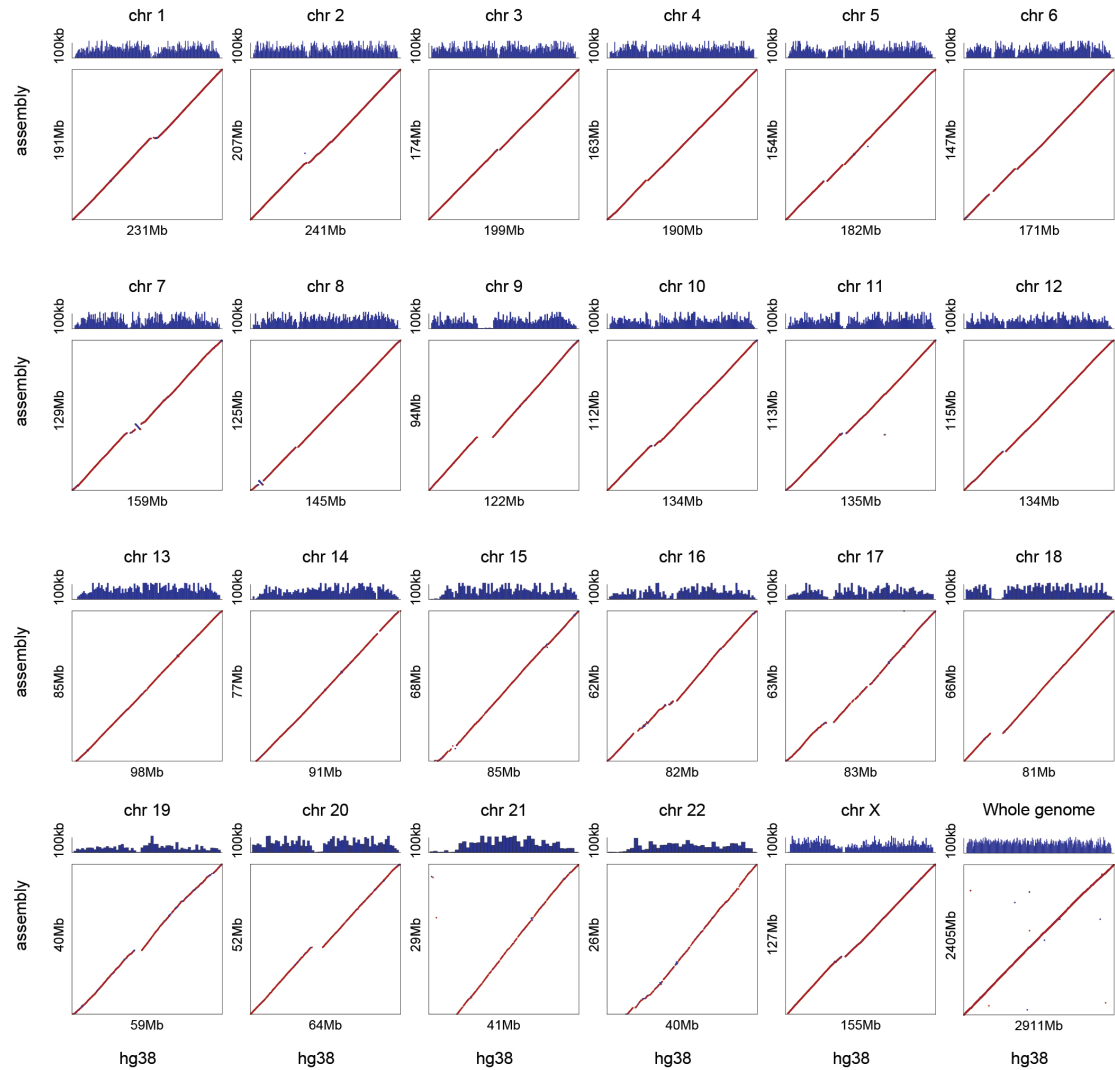 chr 1 chr 2 chr 3 chr 4 chr 5 chr 6
100kb 100kb 100kb 100kb 100kb 100kb
assembly 191Mb 207Mb 174Mb 163Mb 154Mb 147Mb
231Mb 241Mb 199Mb 190Mb 182Mb 171Mb
chr 7 chr 8 chr 9 chr 10 chr 11 chr 12
100kb 100kb 100kb 100kb 100kb 100kb
assembly 129Mb 125Mb 94Mb 112Mb 113Mb 115Mb
159Mb 145Mb 122Mb 134Mb 135Mb 134Mb
chr 13 chr 14 chr 15 chr 16 chr 17 chr 18
100kb 100kb 100kb 100kb 100kb 100kb
assembly 85Mb 77Mb 68Mb 62Mb 63Mb 66Mb
98Mb 91Mb 85Mb 82Mb 83Mb 81Mb
chr 19 chr 20 chr 21 chr 22 chr X Whole genome
100kb 100kb 100kb 100kb 100kb 100kb
assembly 40Mb 52Mb 29Mb 26Mb 127Mb 2405Mb
59Mb 64Mb 41Mb 40Mb 155Mb 2911Mb
hg38 hg38 hg38 hg38 hg38 hg38